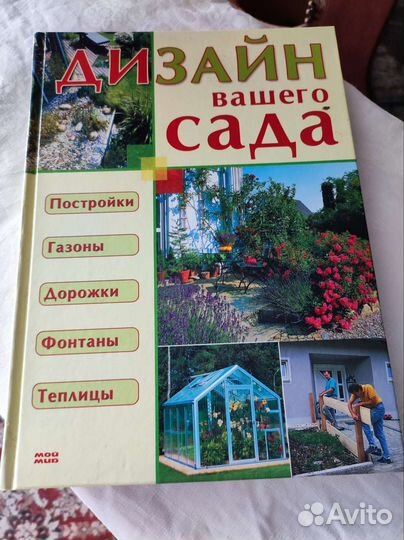 ДИЗАЙН
вашего
сада
Постройки
Газоны
Дорожки
Фонтаны
Теплицы
мой
мир
Avito